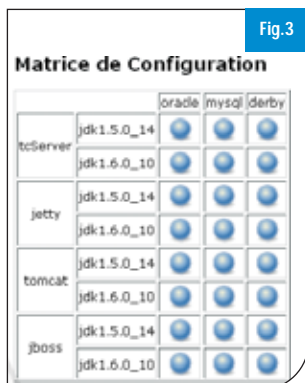 Fig.3
Matrice de Configuration
oracle mysql derby
tcServer jdk1.5.0_14
jdk1.6.0_10
jetty jdk1.5.0_14
jdk1.6.0_10
tomcat jdk1.5.0_14
jdk1.6.0_10
jboss jdk1.5.0_14
jdk1.6.0_10